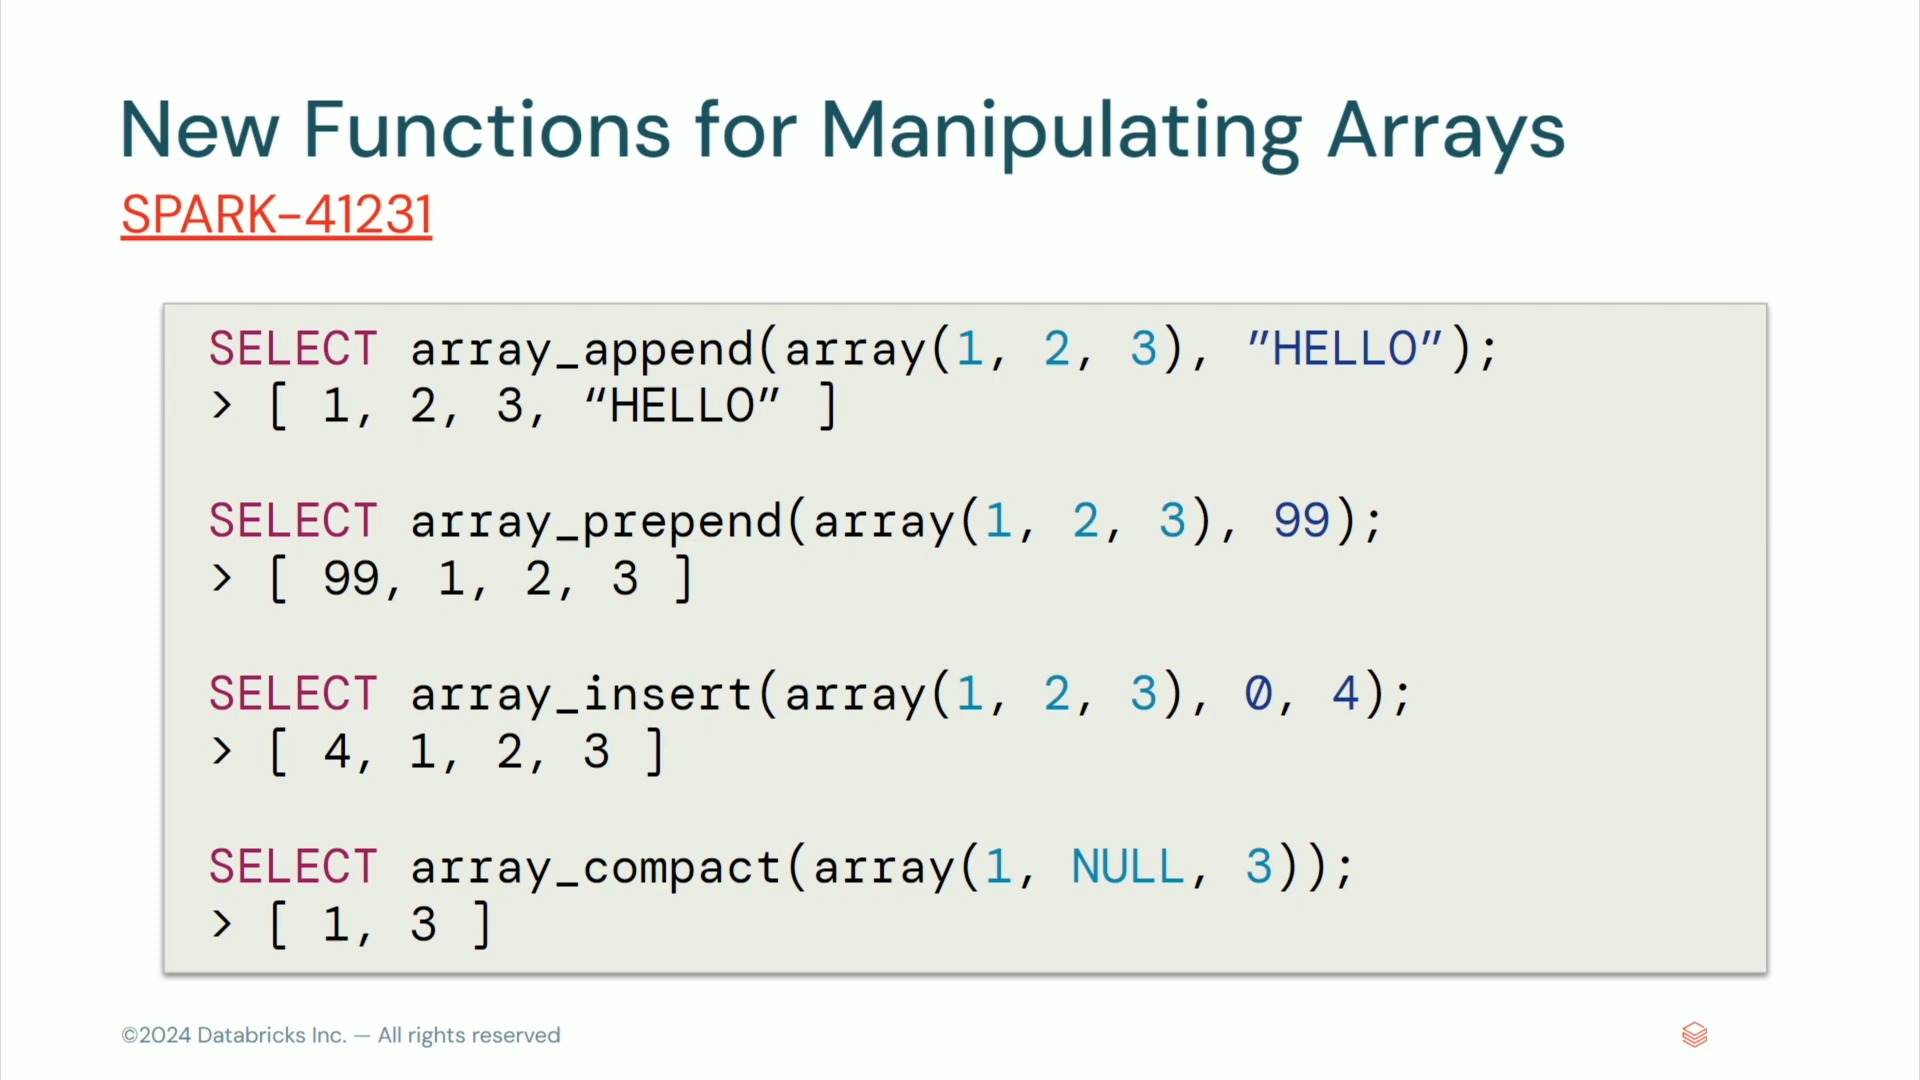 New Functions for Manipulating Arrays
SPARK-41231
SELECT array_append(array(1, 2, 3), ”HELLO”);
> [ 1, 2, 3, “HELLO” ]
SELECT array_prepend(array(1, 2, 3), 99);
> [ 99, 1, 2, 3 ]
SELECT array_insert(array(1, 2, 3), 0, 4);
> [ 4, 1, 2, 3 ]
SELECT array_compact(array(1, NULL, 3));
> [ 1, 3 ]
©2024 Databricks Inc. — All rights reserved